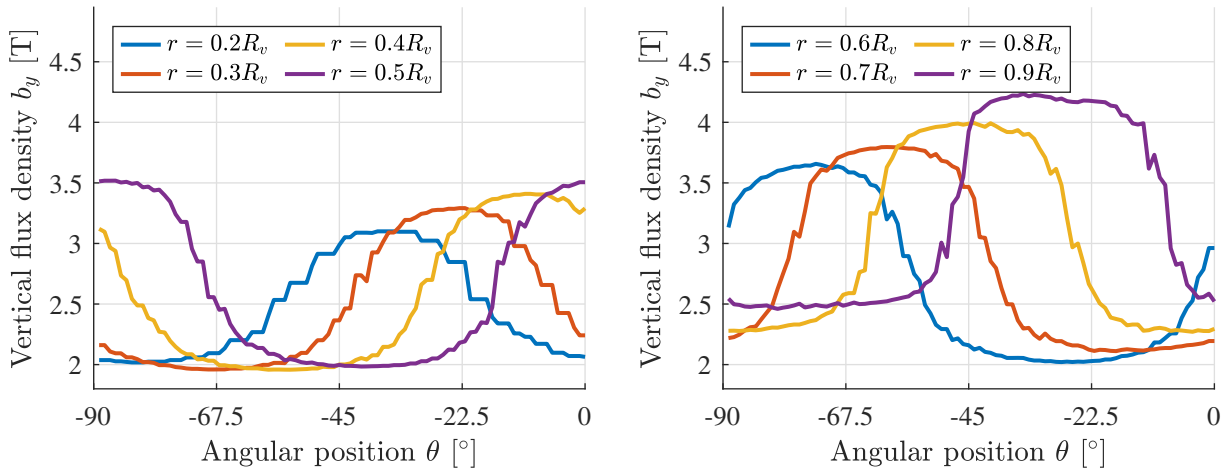 Vertical flux density b_y [T]
r = 0.2R_v r = 0.4R_v
r = 0.3R_v r = 0.5R_v
4.5
4
3.5
3
2.5
2
-90 -67.5 -45 -22.5 0
Angular position θ [°]
Vertical flux density b_y [T]
r = 0.6R_v r = 0.8R_v
r = 0.7R_v r = 0.9R_v
4.5
4
3.5
3
2.5
2
-90 -67.5 -45 -22.5 0
Angular position θ [°]